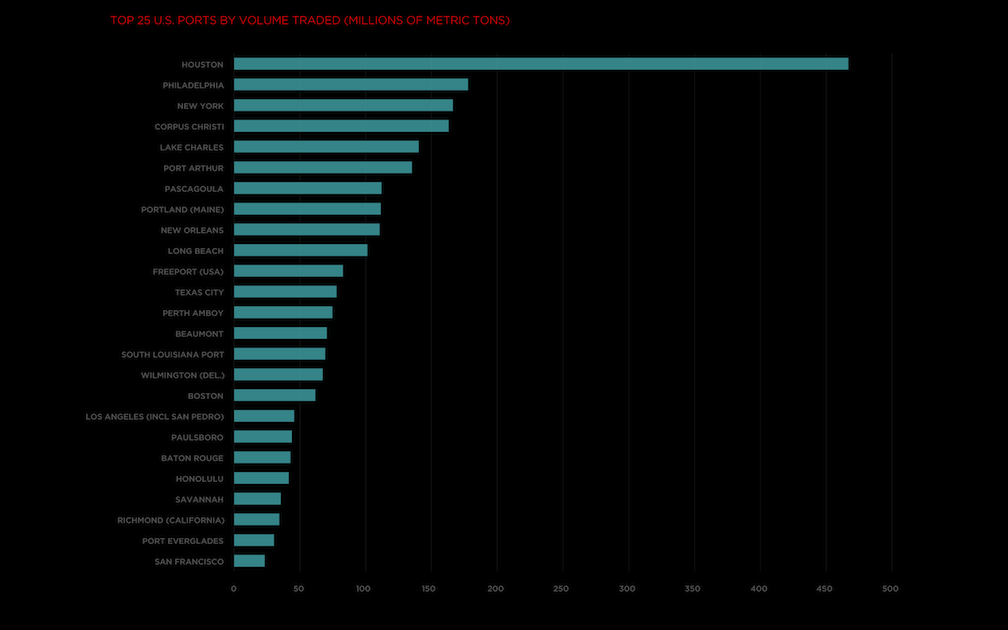 TOP 25 U.S. PORTS BY VOLUME TRADED (MILLIONS OF METRIC TONS)
HOUSTON
PHILADELPHIA
NEW YORK
CORPUS CHRISTI
LAKE CHARLES
PORT ARTHUR
PASCAGOULA
PORTLAND (MAINE)
NEW ORLEANS
LONG BEACH
FREEPORT (USA)
TEXAS CITY
PERTH AMBOY
BEAUMONT
SOUTH LOUISIANA PORT
WILMINGTON (DEL.)
BOSTON
LOS ANGELES (INCL SAN PEDRO)
PAULSBORO
BATON ROUGE
HONOLULU
SAVANNAH
RICHMOND (CALIFORNIA)
PORT EVERGLADES
SAN FRANCISCO
0 50 100 150 200 250 300 350 400 450 500